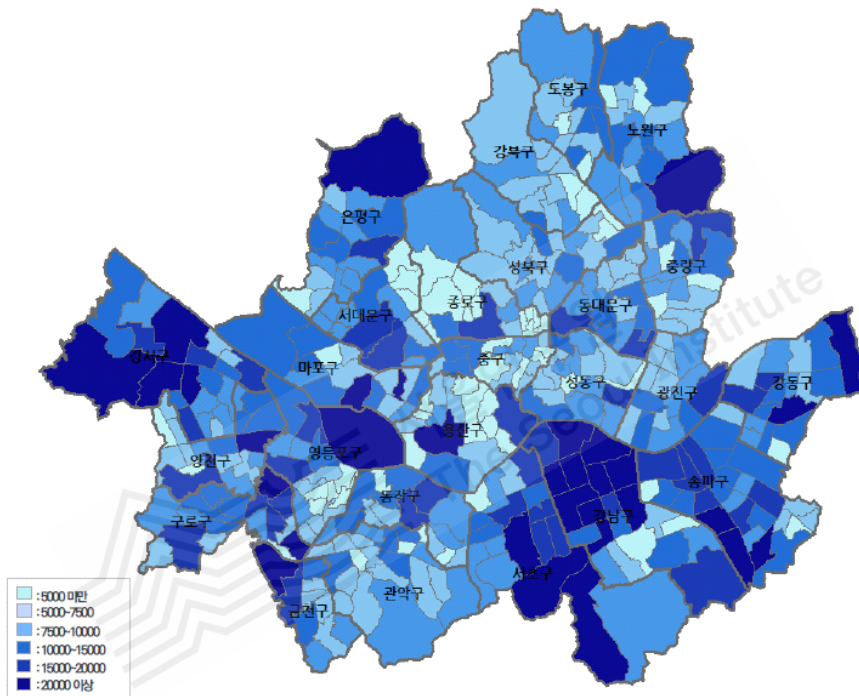 도봉구
노원구
강북구
은평구
성북구
중랑구
종로구
서대문구
동대문구
강서구
마포구
중구
성동구
광진구
강동구
용산구
양천구
영등포구
동작구
송파구
구로구
강남구
서초구
관악구
금천구
The Seoul Institute
: 5000 미만
: 5000~7500
: 7500~10000
: 10000~15000
: 15000~20000
: 20000 이상